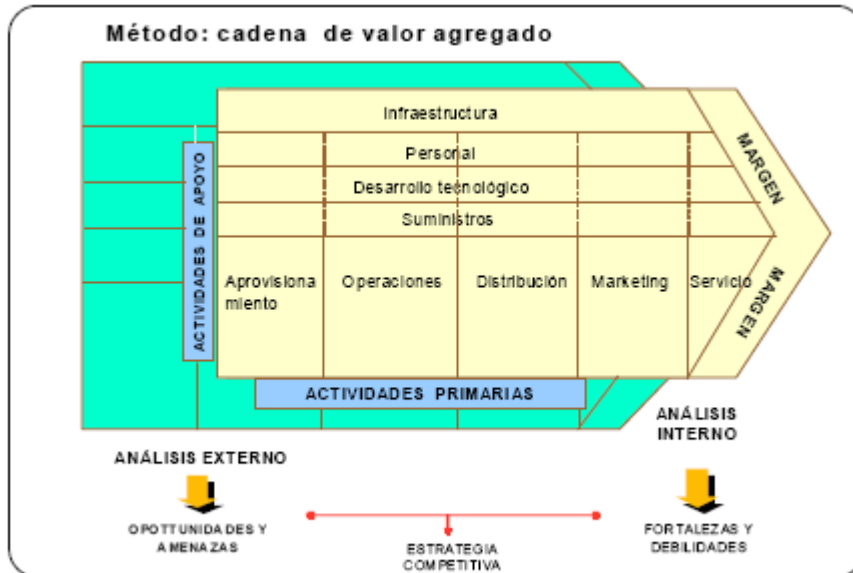 Método: cadena de valor agregado
Infraestructura
Personal
Desarrollo tecnológico
Suministros
ACTIVIDADES DE APOYO
Aprovisiona
miento
Operaciones
Distribución
Marketing
Servicio
MARGEN
MARGEN
ACTIVIDADES PRIMARIAS
ANÁLISIS
INTERNO
ANÁLISIS EXTERNO
OPOTTUNIDADES Y
AMENAZAS
ESTRATEGIA
COMPETITIVA
FORTALEZAS Y
DEBILIDADES